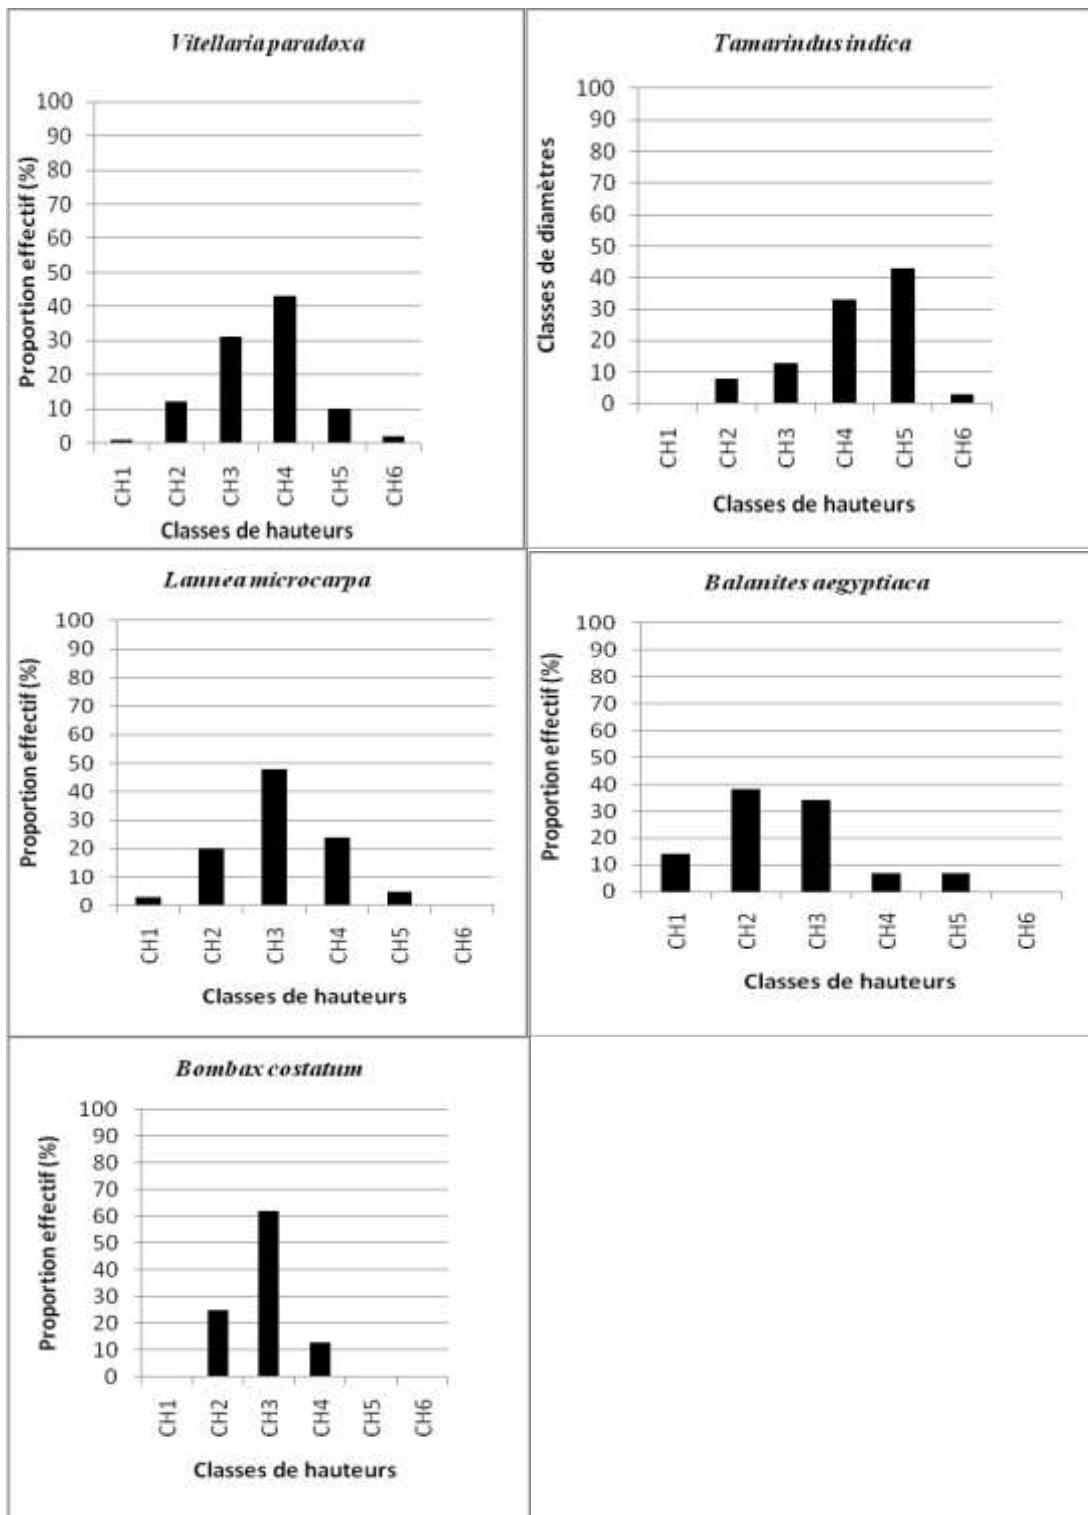 Vitellaria paradoxa
Proportion effectif (%)
100
90
80
70
60
50
40
30
20
10
0
CH1 CH2 CH3 CH4 CH5 CH6
Classes de hauteurs
Tamarindus indica
Classes de diamètres
100
90
80
70
60
50
40
30
20
10
0
CH1 CH2 CH3 CH4 CH5 CH6
Classes de hauteurs
Lannea microcarpa
Proportion effectif (%)
100
90
80
70
60
50
40
30
20
10
0
CH1 CH2 CH3 CH4 CH5 CH6
Classes de hauteurs
Balanites aegyptiaca
Proportion effectif (%)
100
90
80
70
60
50
40
30
20
10
0
CH1 CH2 CH3 CH4 CH5 CH6
Classes de hauteurs
Bombax costatum
Proportion effectif (%)
100
90
80
70
60
50
40
30
20
10
0
CH1 CH2 CH3 CH4 CH5 CH6
Classes de hauteurs